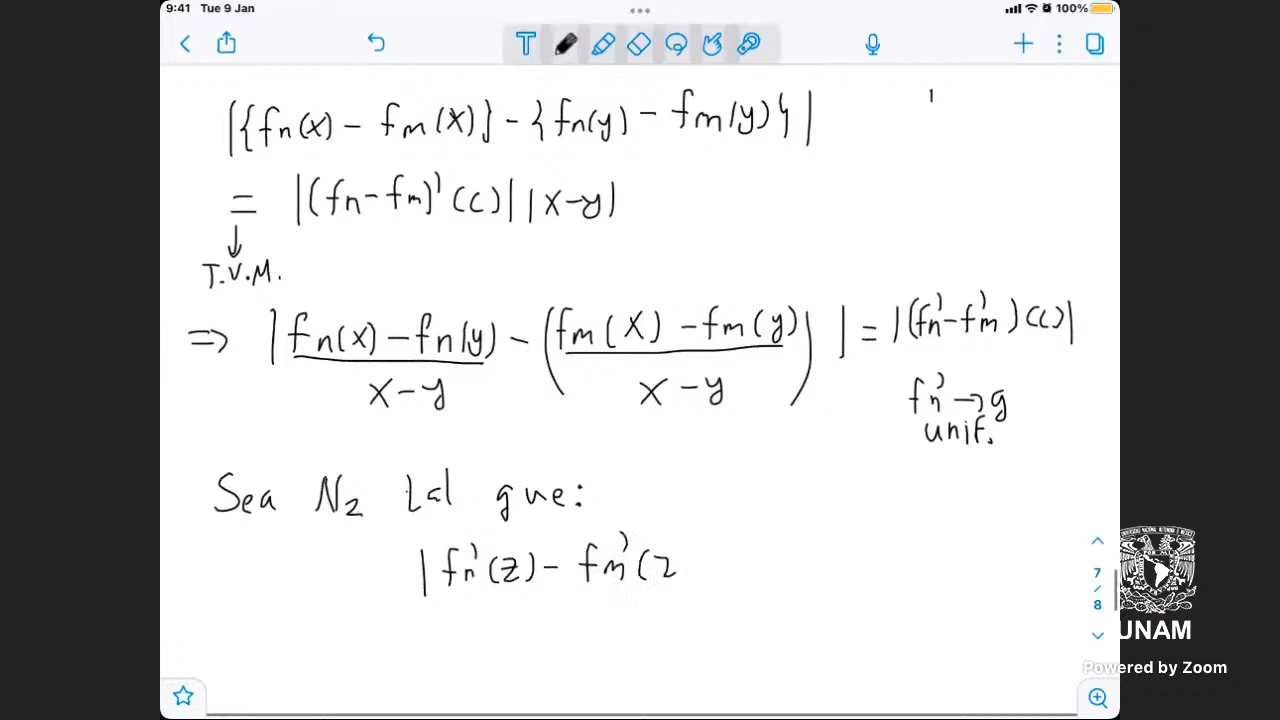 9:41 Tue 9 Jan
100%
|{fn(x) - fm(x)} - {fn(y) - fm(y)}|
= |(fn - fm)'(c)| |x-y|
↓
T.V.M.
⇒ | fn(x) - fn(y) / x-y - ( fm(x) - fm(y) / x-y ) | = |(fn' - fm')(c)|
fn' → g
unif.
Sea N2 tal que:
|fn'(z) - fm'(z
7
/
8
UNAM
Powered by Zoom